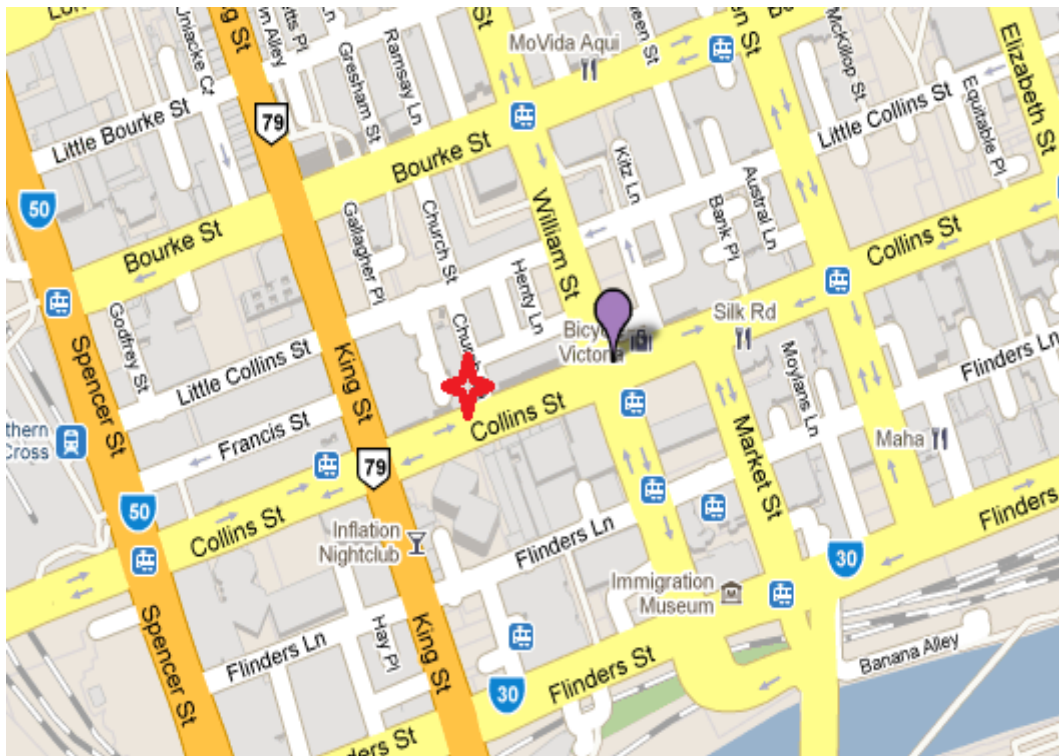 Uniacke Ct
Gresham St
Ramsay Ln
MoVida Aqui
McKillop St
Elizabeth St
Equitable Pl
Little Collins St
79
Little Bourke St
Bourke St
Kitz Ln
Austral Ln
Bank Pl
50
Bourke St
Gallagher Pl
Church St
William St
Henty Ln
Collins St
Godfrey St
Silk Rd
Victoria
Spencer St
King St
Little Collins St
Moylans Ln
Flinders Ln
Francis St
Collins St
Market St
Maha
79
50
Collins St
Inflation
Nightclub
Flinders Ln
Flinders
30
Immigration
Museum
Spencer St
King St
Hay Pl
Flinders Ln
Flinders St
30
Banana Alley